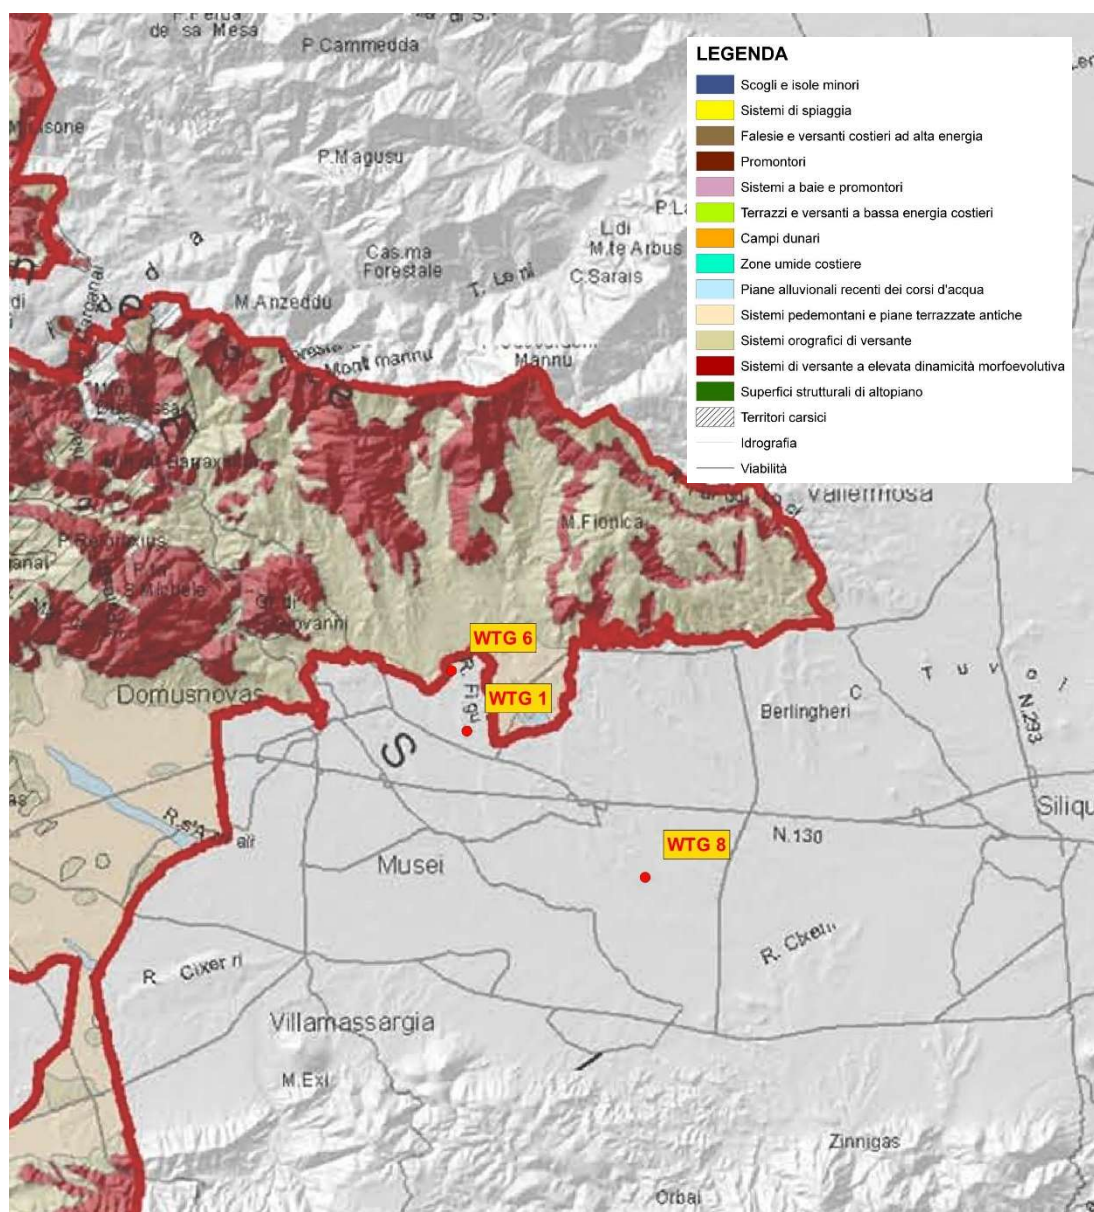 de sa Mesa
P.Cammedda
LEGENDA
Scogli e isole minori
Sistemi di spiaggia
Falesie e versanti costieri ad alta energia
Promontori
Sistemi a baie e promontori
Terrazzi e versanti a bassa energia costieri
Campi dunari
Zone umide costiere
Piane alluvionali recenti dei corsi d'acqua
Sistemi pedemontani e piane terrazzate antiche
Sistemi orografici di versante
Sistemi di versante a elevata dinamicità morfoevolutiva
Superfici strutturali di altopiano
Territori carsici
Idrografia
Viabilità
P.Magusu
Cas.ma
Forestale
L.di
M.te Arbus
T. Leni
C.Sarais
M.Anzeddu
Mont mannu
Mannu
M.Fionica
WTG 6
R. Figu
WTG 1
Domusnovas
S
Berlingheri
C
T u v o i
N.293
Siliqu
N.130
WTG 8
Musei
R. Cixerri
R. Cixerri
Villamassargia
M.Exi
Zinnigas
Orbai